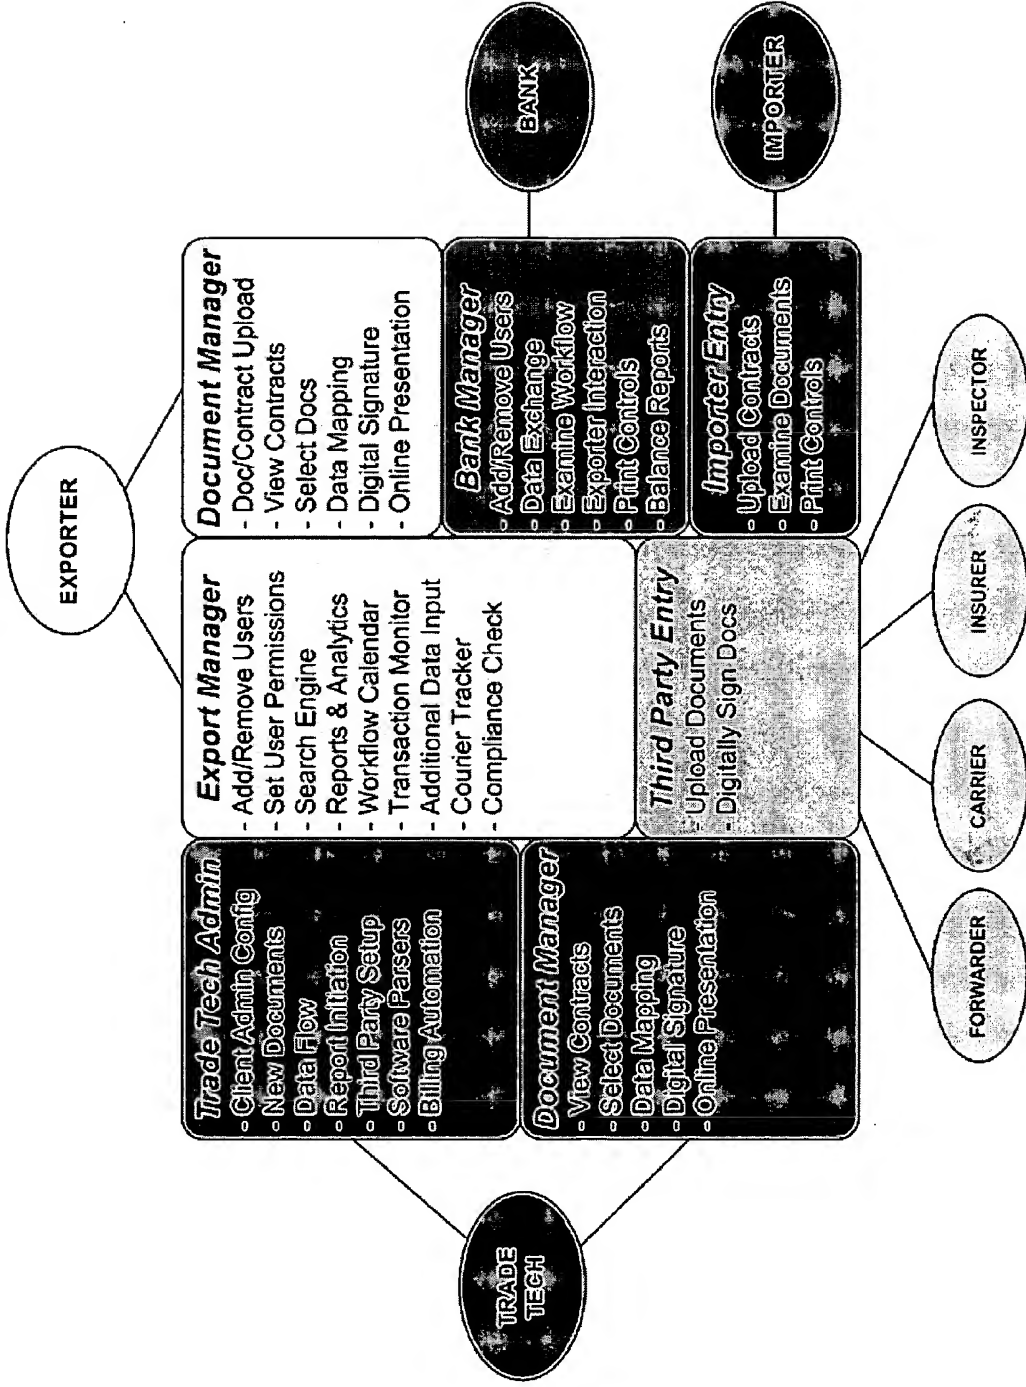 EXPORTER
TRADE
TECH
Trade Tech Admin
- Client Admin Config
- New Documents
- Data Flow
- Report Initiation
- Third Party Setup
- Software Parsers
- Billing Automation
Document Manager
- View Contracts
- Select Documents
- Data Mapping
- Digital Signature
- Online Presentation
Export Manager
- Add/Remove Users
- Set User Permissions
- Search Engine
- Reports & Analytics
- Workflow Calendar
- Transaction Monitor
- Additional Data Input
- Courier Tracker
- Compliance Check
Third Party Entry
- Upload Documents
- Digitally Sign Docs
Document Manager
- Doc/Contract Upload
- View Contracts
- Select Docs
- Data Mapping
- Digital Signature
- Online Presentation
Bank Manager
- Add/Remove Users
- Data Exchange
- Examine Workflow
- Exporter Interaction
- Print Controls
- Balance Reports
Importer Entry
- Upload Contracts
- Examine Documents
- Print Controls
BANK
IMPORTER
FORWARDER
CARRIER
INSURER
INSPECTOR